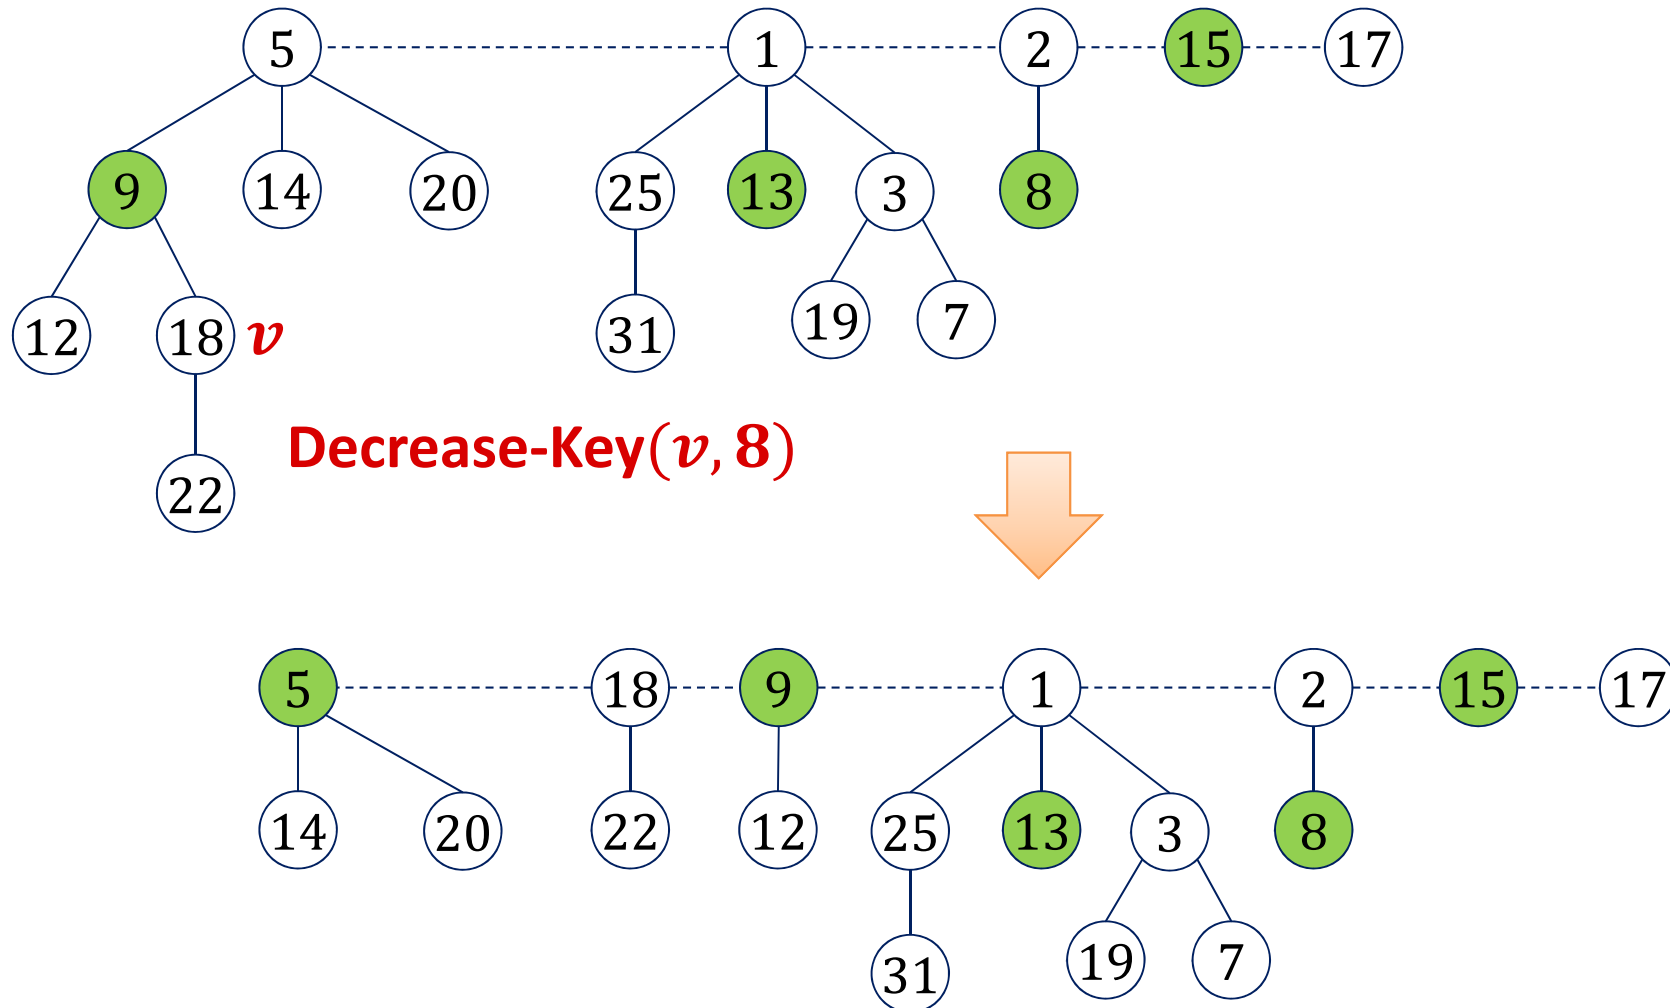 5 1 2 15 17
9 14 20 25 13 3 8
12 18 v 31 19 7
22
Decrease-Key(v, 8)
5 18 9 1 2 15 17
14 20 22 12 25 13 3 8
31 19 7